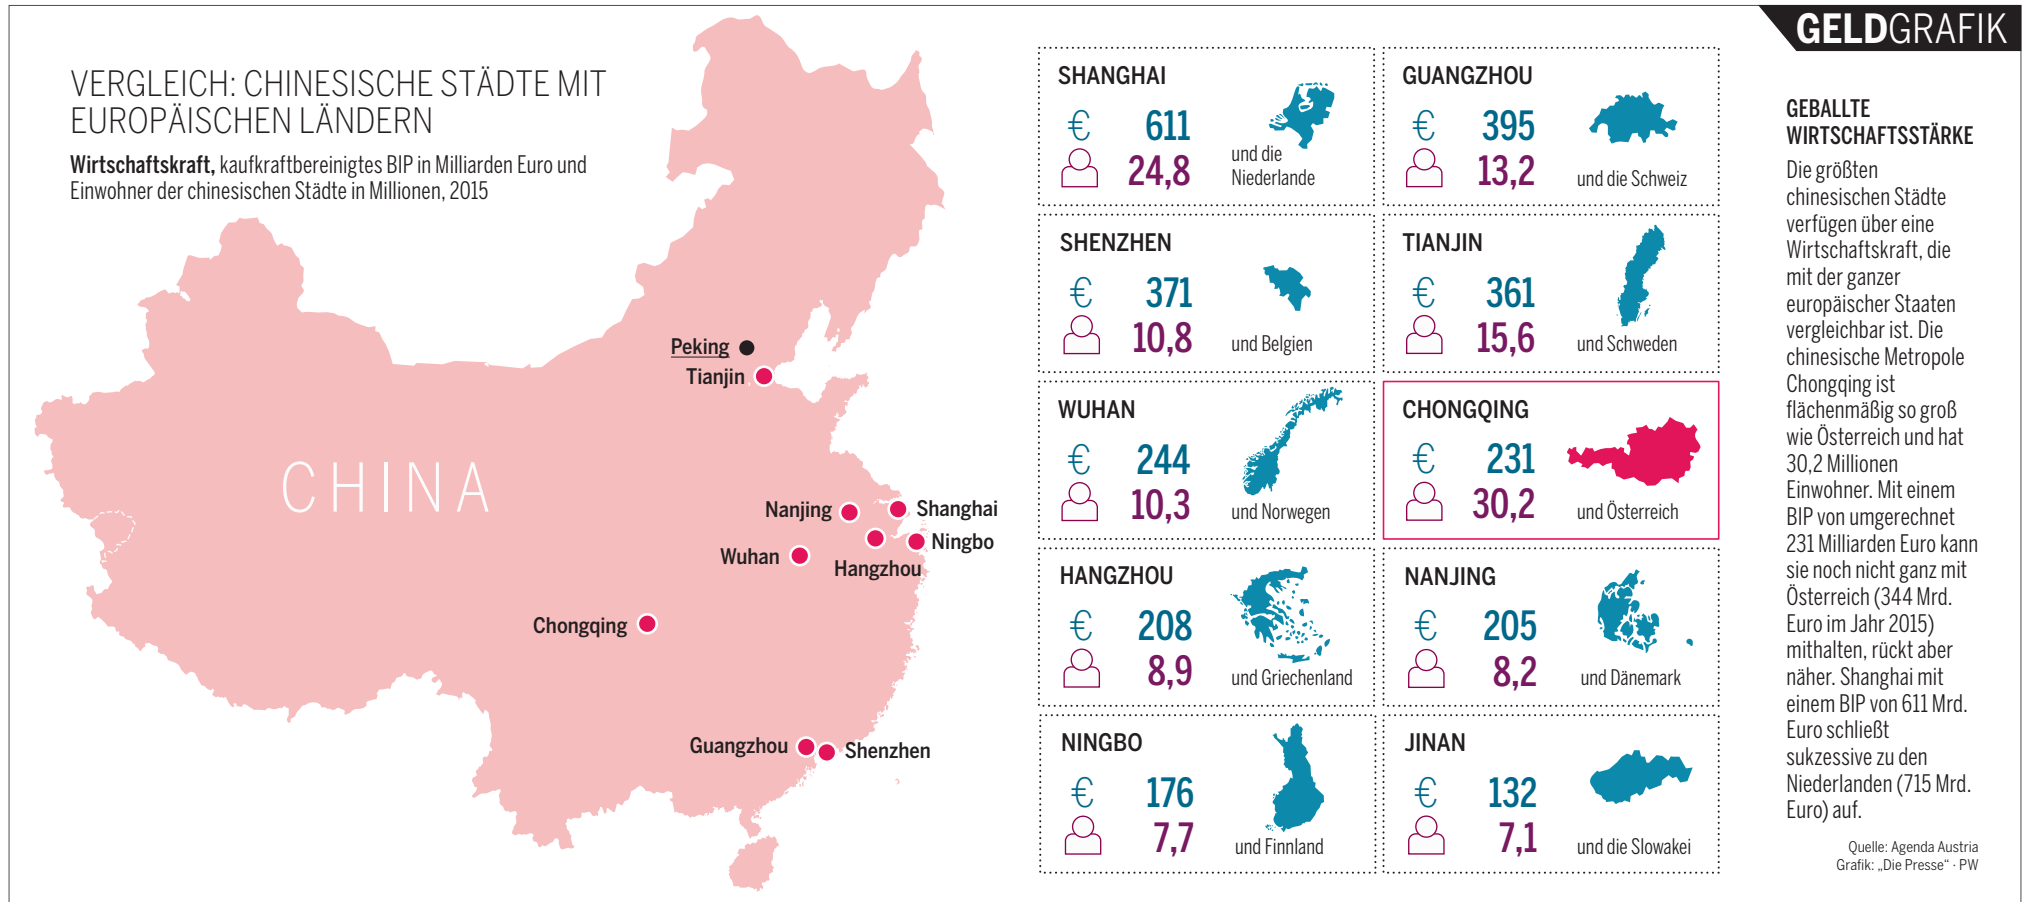 GELDGRAFIK
VERGLEICH: CHINESISCHE STÄDTE MIT
EUROPÄISCHEN LÄNDERN
Wirtschaftskraft, kaufkraftbereinigtes BIP in Milliarden Euro und
Einwohner der chinesischen Städte in Millionen, 2015
CHINA
Peking
Tianjin
Nanjing
Shanghai
Ningbo
Wuhan
Hangzhou
Chongqing
Guangzhou
Shenzhen
SHANGHAI
€ 611
24,8
und die
Niederlande
GUANGZHOU
€ 395
13,2
und die Schweiz
SHENZHEN
€ 371
10,8
und Belgien
TIANJIN
€ 361
15,6
und Schweden
WUHAN
€ 244
10,3
und Norwegen
CHONGQING
€ 231
30,2
und Österreich
HANGZHOU
€ 208
8,9
und Griechenland
NANJING
€ 205
8,2
und Dänemark
NINGBO
€ 176
7,7
und Finnland
JINAN
€ 132
7,1
und die Slowakei
GEBALLTE
WIRTSCHAFTSSTÄRKE
Die größten
chinesischen Städte
verfügen über eine
Wirtschaftskraft, die
mit der ganzer
europäischer Staaten
vergleichbar ist. Die
chinesische Metropole
Chongqing ist
flächenmäßig so groß
wie Österreich und hat
30,2 Millionen
Einwohner. Mit einem
BIP von umgerechnet
231 Milliarden Euro kann
sie noch nicht ganz mit
Österreich (344 Mrd.
Euro im Jahr 2015)
mithalten, rückt aber
näher. Shanghai mit
einem BIP von 611 Mrd.
Euro schließt
sukzessive zu den
Niederlanden (715 Mrd.
Euro) auf.
Quelle: Agenda Austria
Grafik: „Die Presse“ · PW